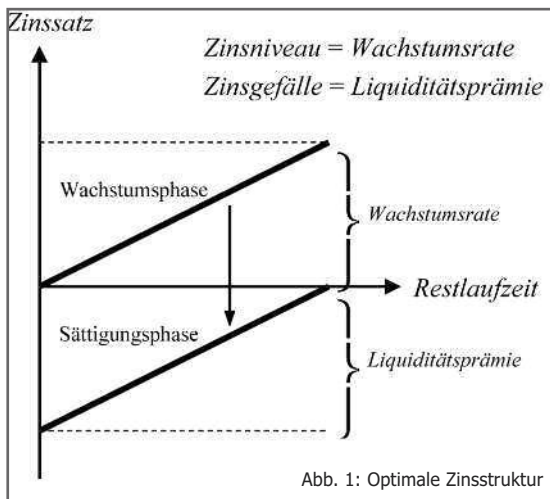 Zinssatz
Zinsniveau = Wachstumsrate
Zinsgefälle = Liquiditätsprämie
Wachstumsphase
Wachstumsrate
Restlaufzeit
Sättigungsphase
Liquiditätsprämie
Abb. 1: Optimale Zinsstruktur